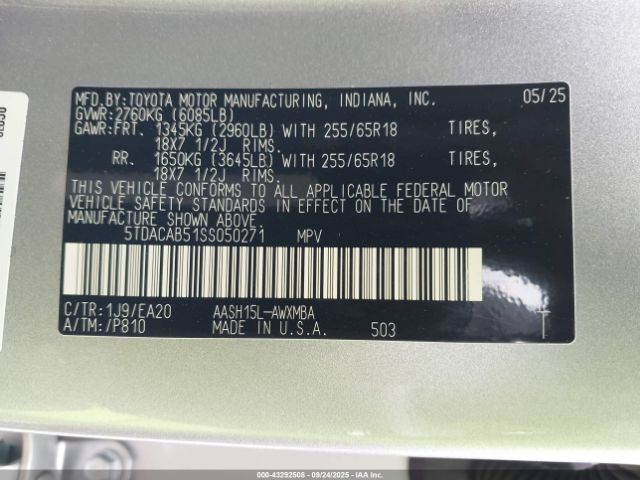 MFD.BY:TOYOTA MOTOR MANUFACTURING, INDIANA, INC. 05/25
GVWR:2760KG (6085LB)
GAWR:FRT. 1345KG (2960LB) WITH 255/65R18 TIRES,
18X7 1/2J RIMS.
RR. 1650KG (3645LB) WITH 255/65R18 TIRES,
18X7 1/2J RIMS.
THIS VEHICLE CONFORMS TO ALL APPLICABLE FEDERAL MOTOR
VEHICLE SAFETY STANDARDS IN EFFECT ON THE DATE OF
MANUFACTURE SHOWN ABOVE.
5TDACAB51SS050271 MPV
C/TR:1J9/EA20 AASH15L-AWXMBA
A/TM:/P810 MADE IN U.S.A. 503 T
000-43292508 - 09/24/2025 - IAAI.COM